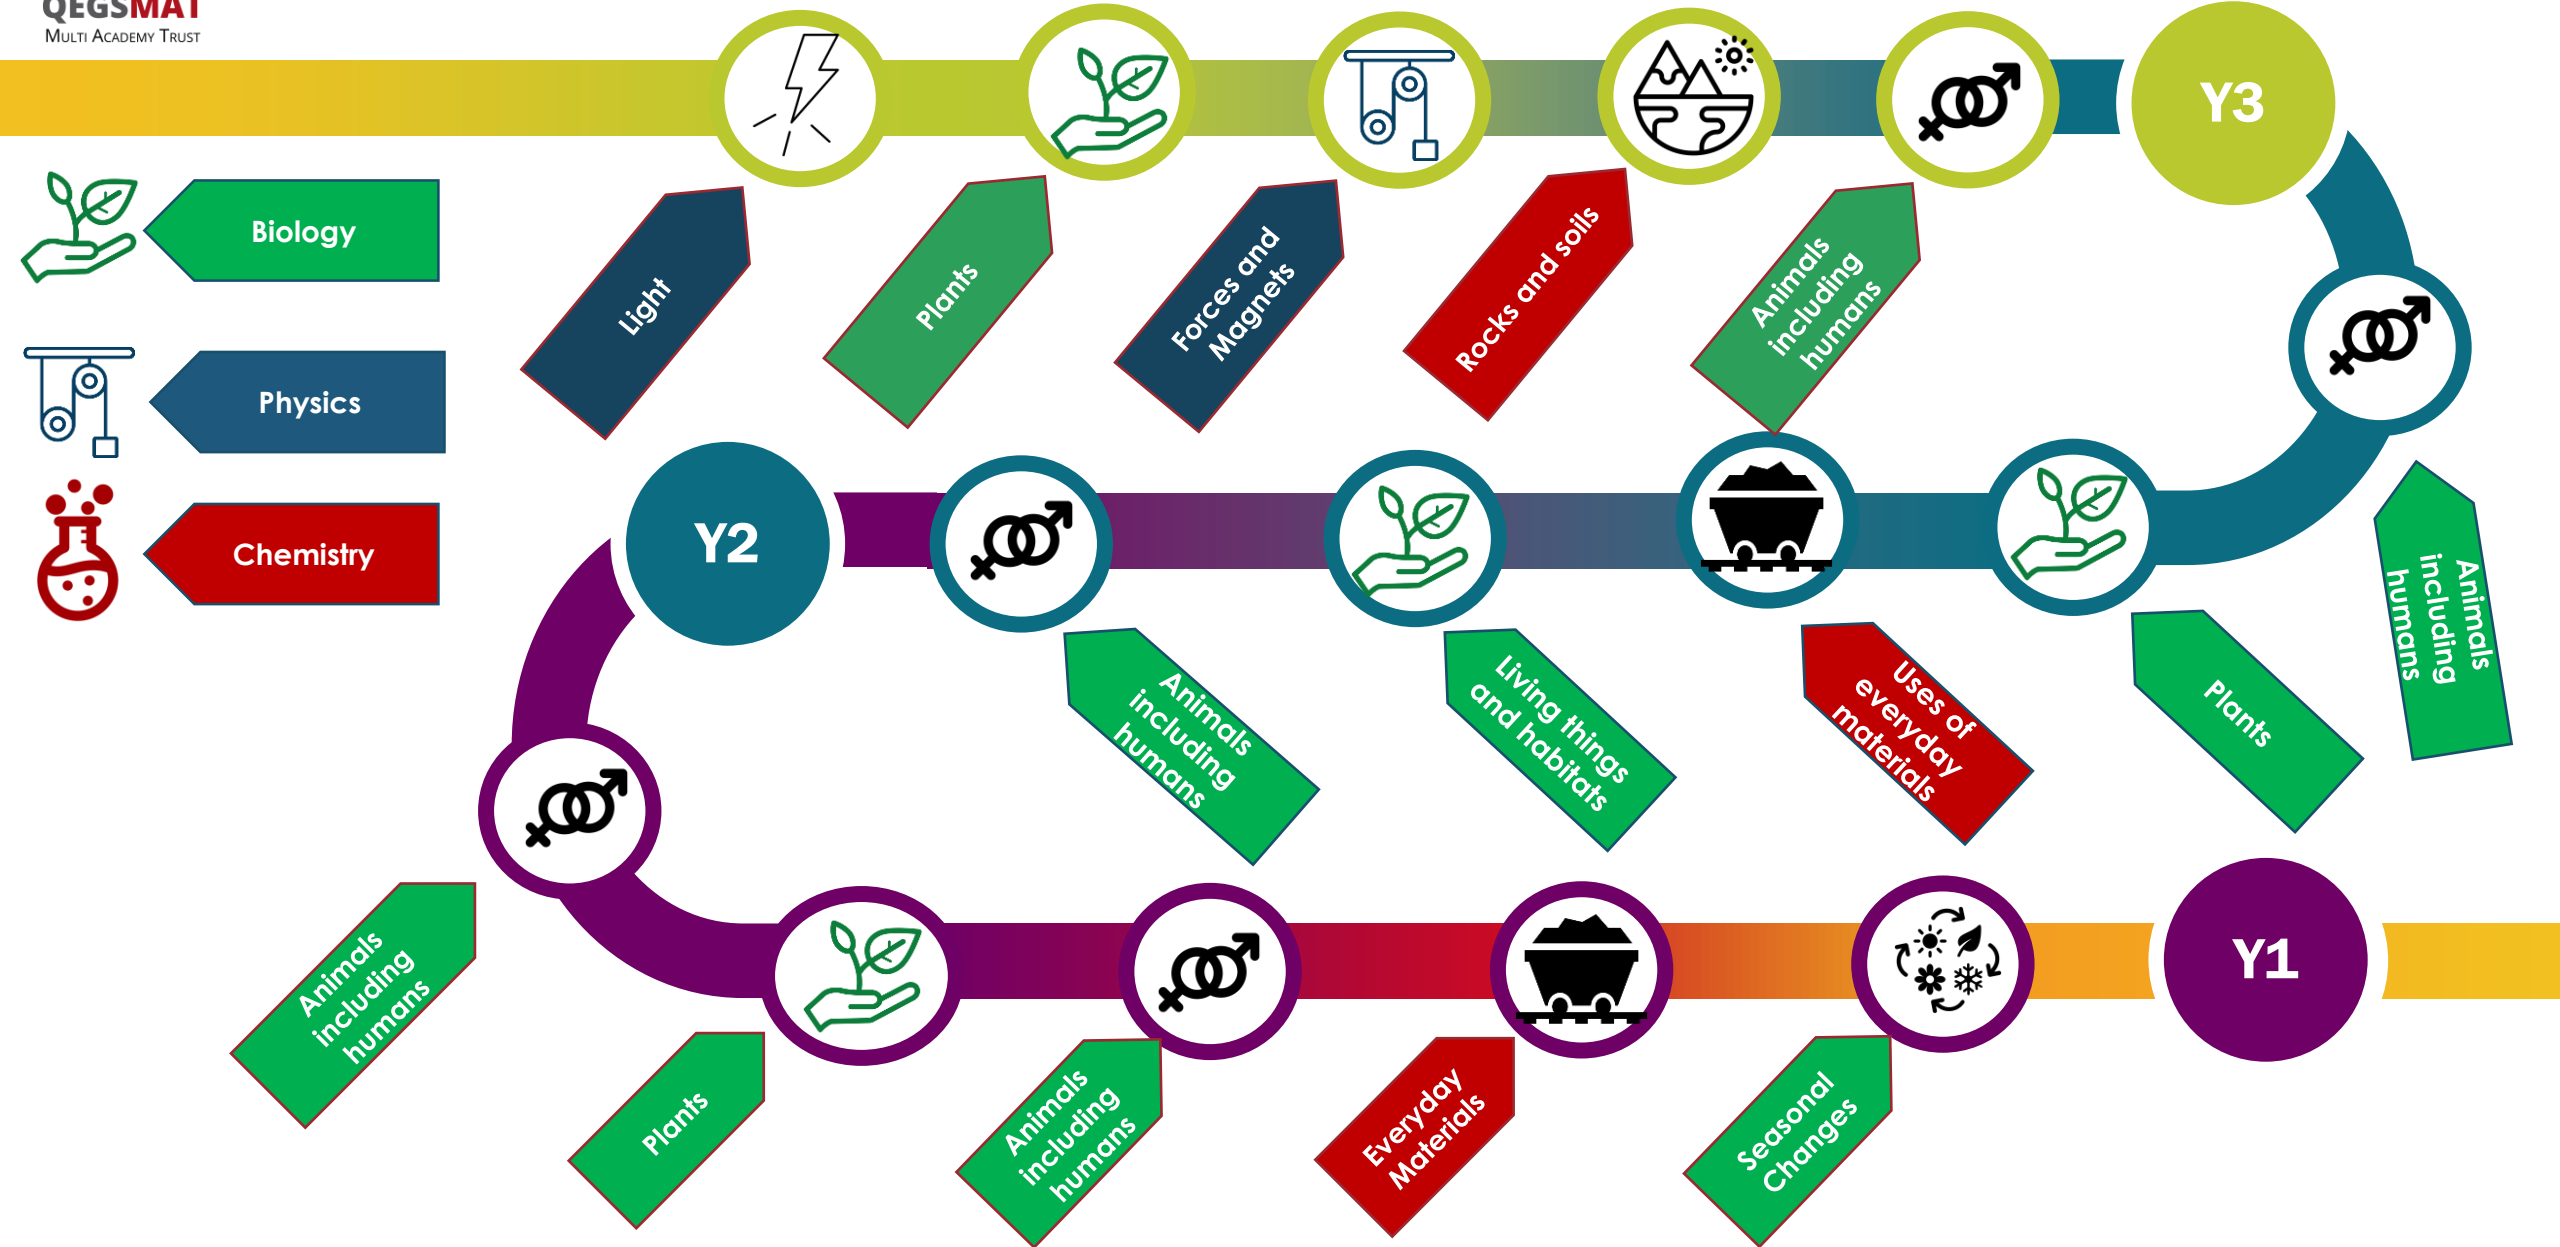 QEGSMAT
MULTI ACADEMY TRUST
Y3
Biology
Physics
Chemistry
Light
Plants
Forces and
Magnets
Rocks and soils
Animals
including
humans
Y2
Animals
including
humans
Living things
and habitats
Uses of
everyday
materials
Plants
Animals
including
humans
Animals
including
humans
Plants
Animals
including
humans
Everyday
Materials
Seasonal
Changes
Y1